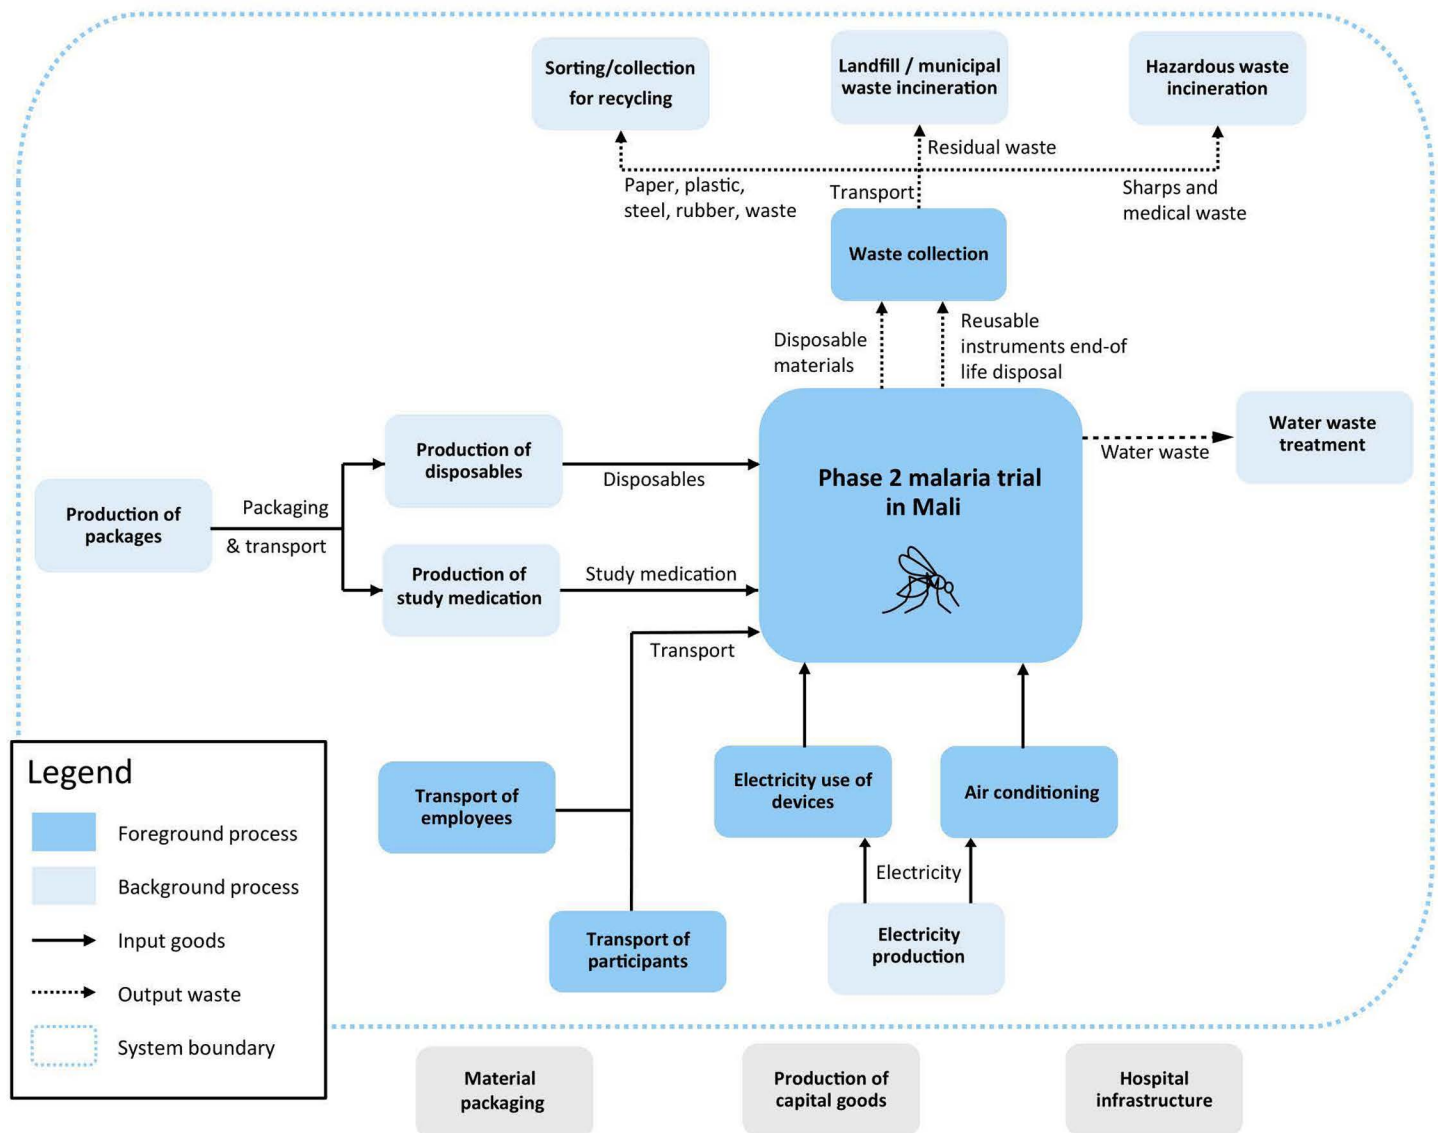 Sorting/collection
for recycling
Landfill / municipal
waste incineration
Hazardous waste
incineration
Residual waste
Paper, plastic,
steel, rubber, waste
Transport
Sharps and
medical waste
Waste collection
Disposable
materials
Reusable
instruments end-of
life disposal
Production of
disposables
Disposables
Phase 2 malaria trial
in Mali
Water waste
Water waste
treatment
Production of
packages
Packaging
& transport
Production of
study medication
Study medication
Transport
Transport of
employees
Electricity use of
devices
Air conditioning
Electricity
Transport of
participants
Electricity
production
Legend
Foreground process
Background process
Input goods
Output waste
System boundary
Material
packaging
Production of
capital goods
Hospital
infrastructure